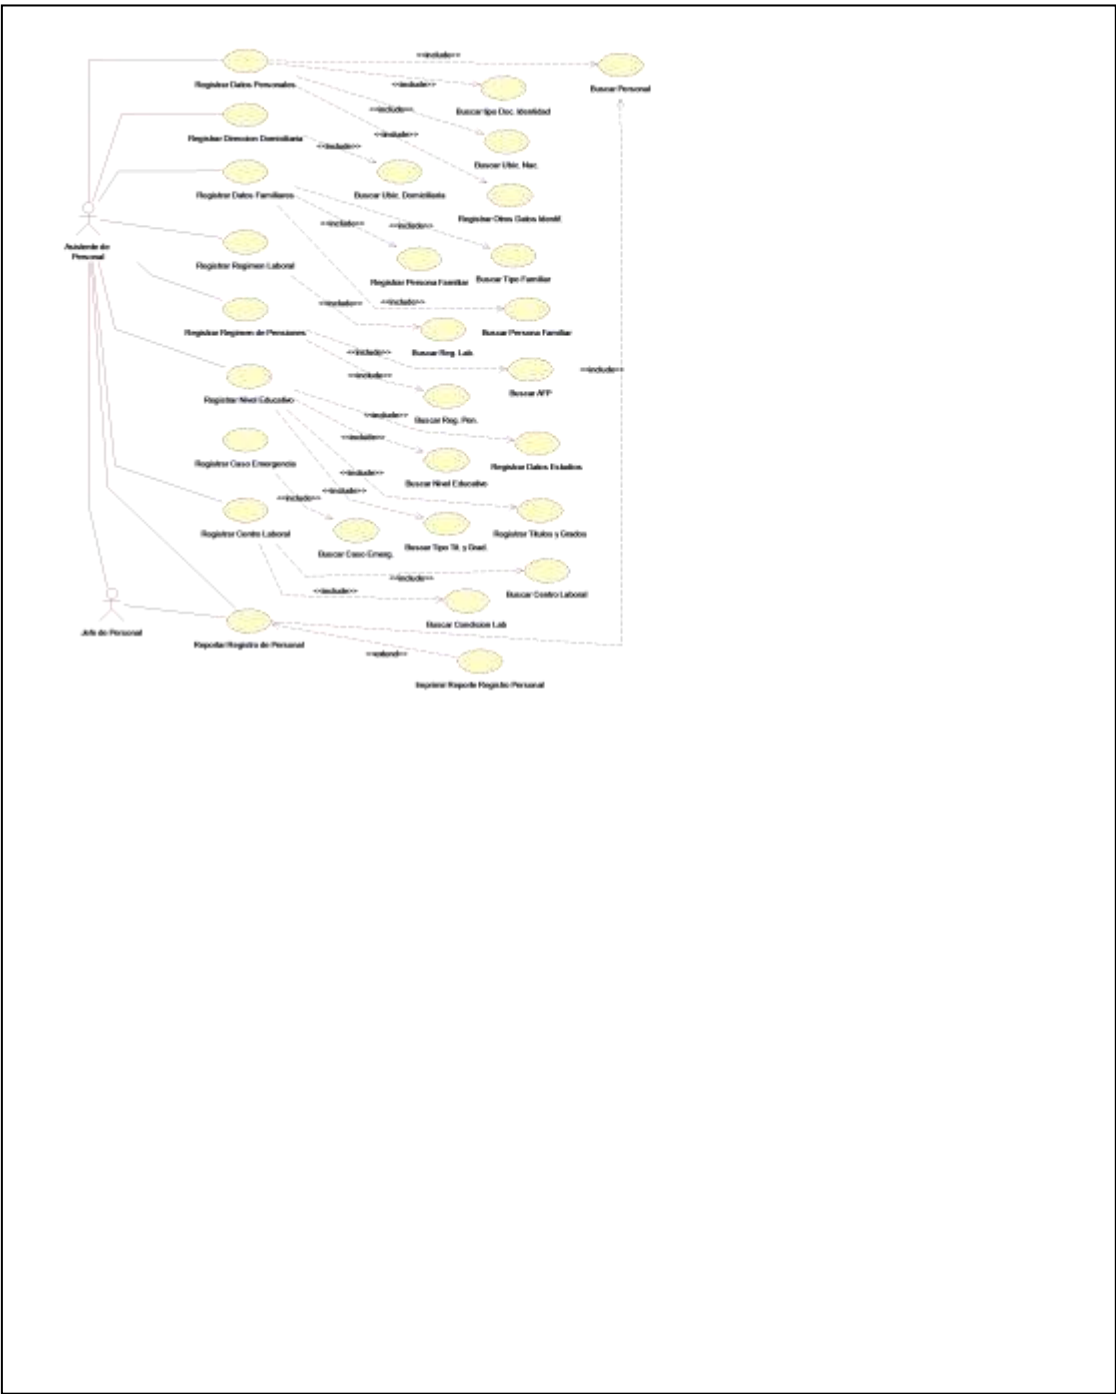 <<include>>
Registrar Datos Personales
Buscar Personal
<<include>>
Buscar tipo Doc. Identidad
<<include>>
Registrar Direccion Domiciliaria
<<include>>
<<include>>
Buscar Ubic. Nac.
Registrar Datos Familiares
Buscar Ubic. Domiciliaria
Registrar Otros Datos Identif.
<<include>>
<<include>>
Asistente de
Personal
Registrar Regimen Laboral
Registrar Persona Familiar
Buscar Tipo Familiar
<<include>>
<<include>>
Registrar Regimen de Pensiones
Buscar Persona Familiar
<<include>>
Buscar Reg. Lab.
<<include>>
<<include>>
Buscar AFP
Registrar Nivel Educativo
<<include>>
Buscar Reg. Pen.
<<include>>
Registrar Caso Emergencia
Registrar Datos Estudios
<<include>>
Buscar Nivel Educativo
<<include>>
<<include>>
Registrar Centro Laboral
Registrar Titulos y Grados
Buscar Caso Emerg.
Buscar Tipo Tit. y Grad.
<<include>>
<<include>>
Buscar Centro Laboral
Jefe de Personal
Buscar Condicion Lab
Reportar Registro de Personal
<<extend>>
Imprimir Reporte Registro Personal